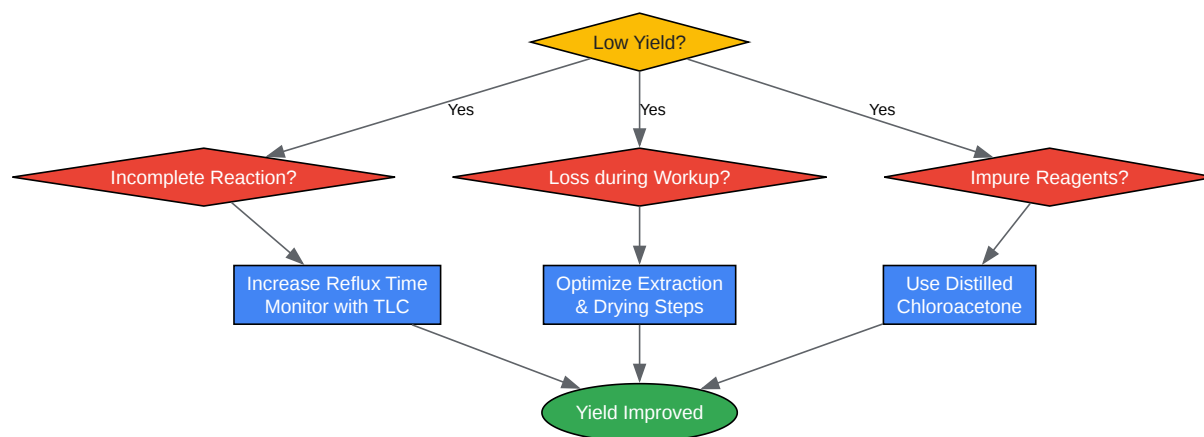 Low Yield?
Yes
Yes
Yes
Incomplete Reaction?
Loss during Workup?
Impure Reagents?
Increase Reflux Time
Monitor with TLC
Optimize Extraction
& Drying Steps
Use Distilled
Chloroacetone
Yield Improved